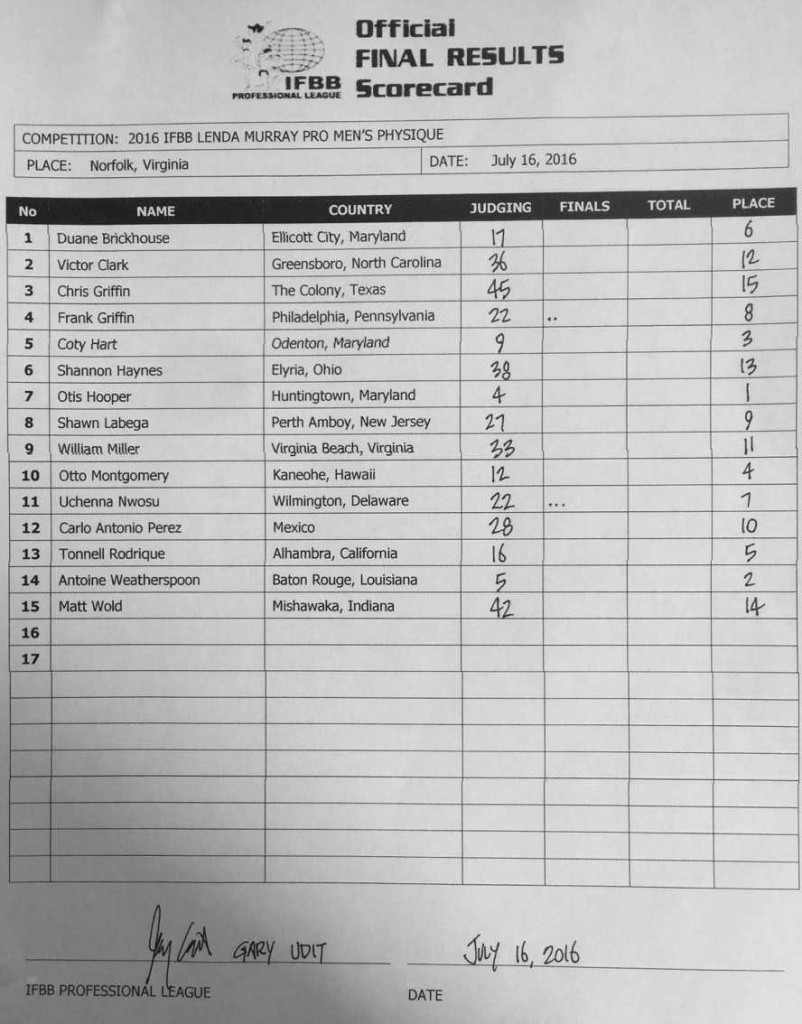 Official
FINAL RESULTS
Scorecard
IFBB
PROFESSIONAL LEAGUE
COMPETITION: 2016 IFBB LENDA MURRAY PRO MEN'S PHYSIQUE
PLACE: Norfolk, Virginia DATE: July 16, 2016
No NAME COUNTRY JUDGING FINALS TOTAL PLACE
1 Duane Brickhouse Ellicott City, Maryland 17 6
2 Victor Clark Greensboro, North Carolina 36 12
3 Chris Griffin The Colony, Texas 45 15
4 Frank Griffin Philadelphia, Pennsylvania 22 .. 8
5 Coty Hart Odenton, Maryland 9 3
6 Shannon Haynes Elyria, Ohio 38 13
7 Otis Hooper Huntingtown, Maryland 4 1
8 Shawn Labega Perth Amboy, New Jersey 27 9
9 William Miller Virginia Beach, Virginia 33 11
10 Otto Montgomery Kaneohe, Hawaii 12 4
11 Uchenna Nwosu Wilmington, Delaware 22 ... 7
12 Carlo Antonio Perez Mexico 28 10
13 Tonnell Rodrique Alhambra, California 16 5
14 Antoine Weatherspoon Baton Rouge, Louisiana 5 2
15 Matt Wold Mishawaka, Indiana 42 14
16
17
GARY UDIT JULY 16, 2016
IFBB PROFESSIONAL LEAGUE DATE